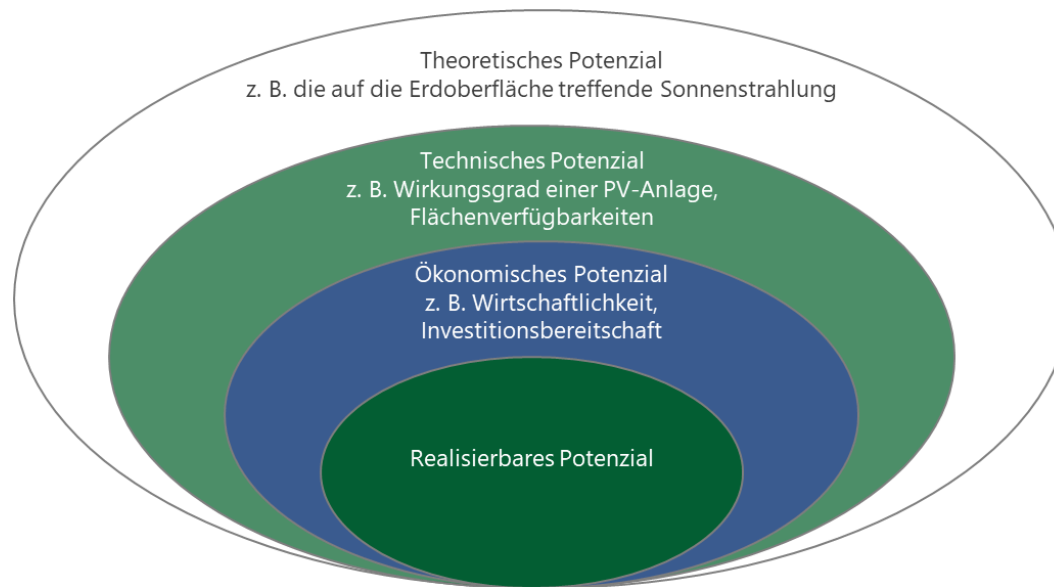 Theoretisches Potenzial
z. B. die auf die Erdoberfläche treffende Sonnenstrahlung
Technisches Potenzial
z. B. Wirkungsgrad einer PV-Anlage,
Flächenverfügbarkeiten
Ökonomisches Potenzial
z. B. Wirtschaftlichkeit,
Investitionsbereitschaft
Realisierbares Potenzial